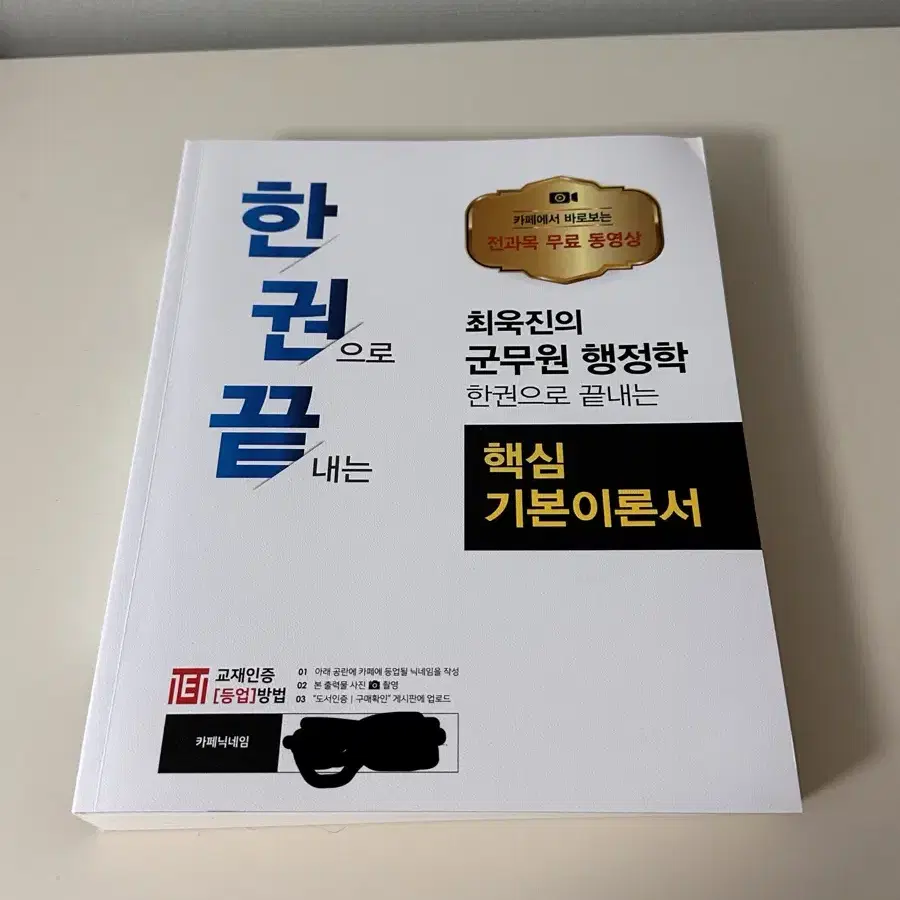 한
권으로
끝내는
카페에서 바로보는
전과목 무료 동영상
최욱진의
군무원 행정학
한권으로 끝내는
핵심
기본이론서
TET 교재인증
[등업]방법
01 아래 공란에 카페에 등업될 닉네임을 작성
02 본 출력물 사진 촬영
03 "도서인증 | 구매확인" 게시판에 업로드
카페닉네임